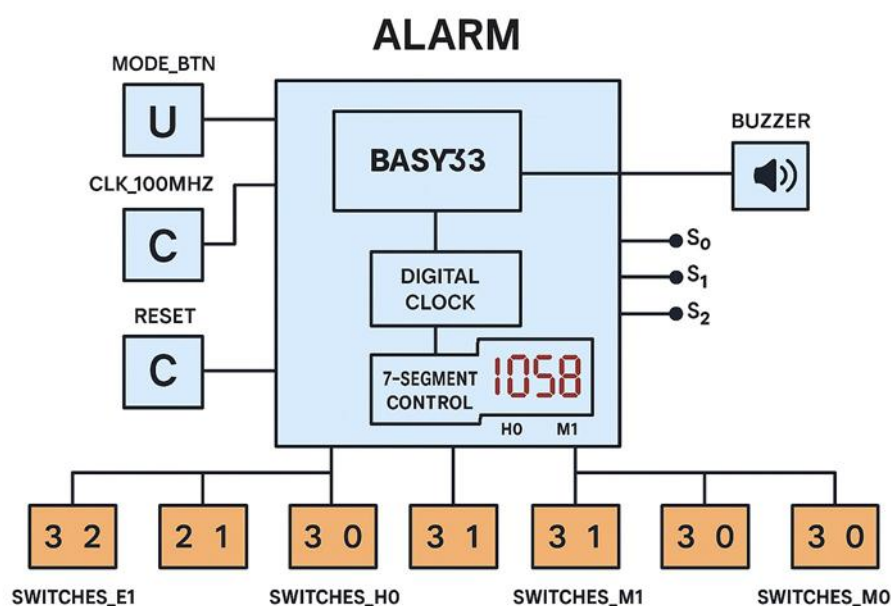 ALARM
MODE_BTN
U
BUZZER
BASY33
CLK_100MHZ
C
S0
S1
S2
DIGITAL
CLOCK
RESET
C
7-SEGMENT
CONTROL
1058
H0 M1
3 2 2 1 3 0 3 1 3 1 3 0 3 0
SWITCHES_E1 SWITCHES_H0 SWITCHES_M1 SWITCHES_M0